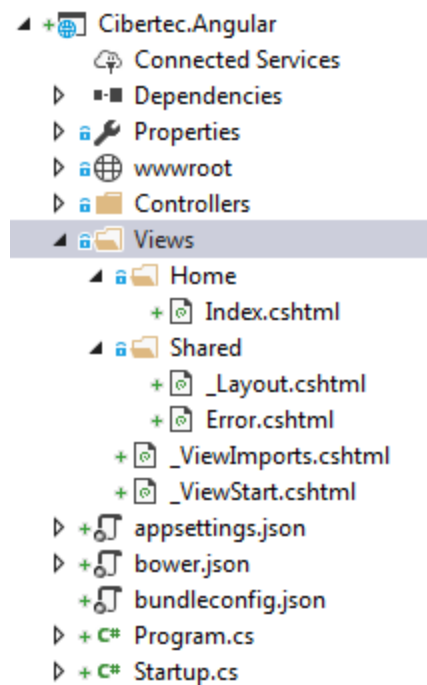 Cibertec.Angular
Connected Services
Dependencies
Properties
wwwroot
Controllers
Views
Home
Index.cshtml
Shared
_Layout.cshtml
Error.cshtml
_ViewImports.cshtml
_ViewStart.cshtml
appsettings.json
bower.json
bundleconfig.json
C# Program.cs
C# Startup.cs